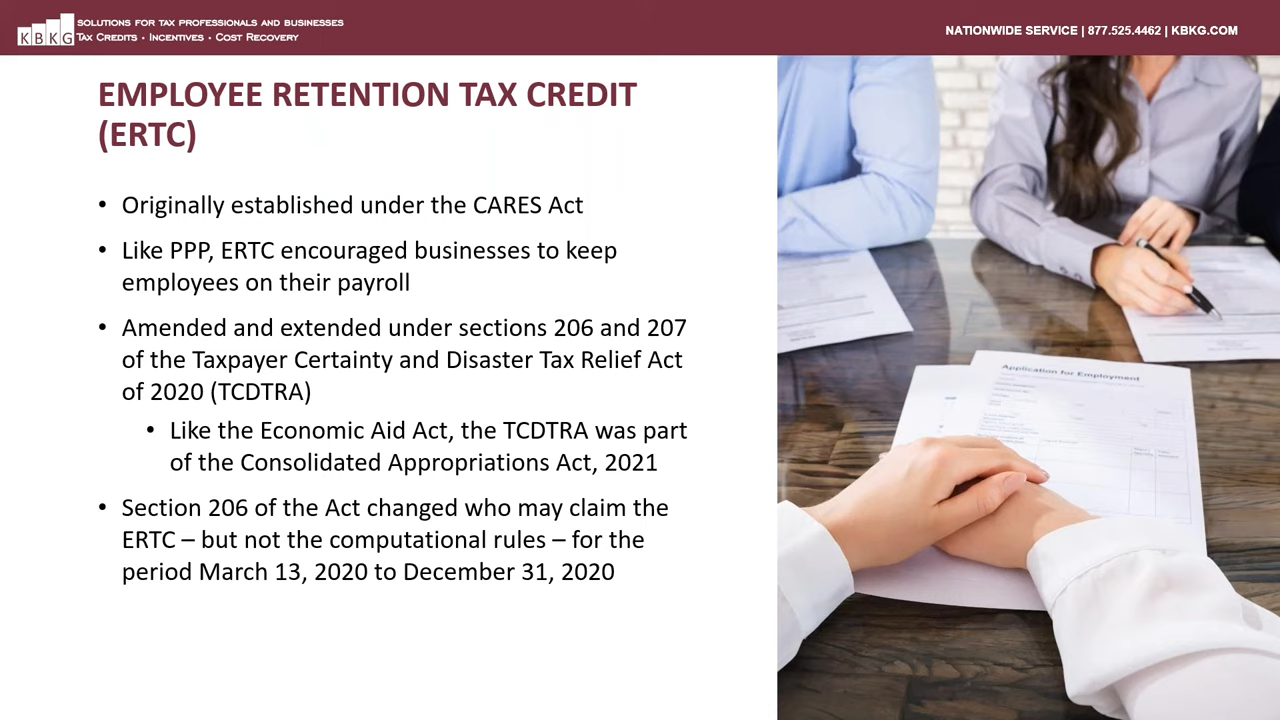 KBKG
SOLUTIONS FOR TAX PROFESSIONALS AND BUSINESSES
TAX CREDITS • INCENTIVES • COST RECOVERY
NATIONWIDE SERVICE | 877.525.4462 | KBKG.COM
EMPLOYEE RETENTION TAX CREDIT
(ERTC)
• Originally established under the CARES Act
• Like PPP, ERTC encouraged businesses to keep
employees on their payroll
• Amended and extended under sections 206 and 207
of the Taxpayer Certainty and Disaster Tax Relief Act
of 2020 (TCDTRA)
• Like the Economic Aid Act, the TCDTRA was part
of the Consolidated Appropriations Act, 2021
• Section 206 of the Act changed who may claim the
ERTC – but not the computational rules – for the
period March 13, 2020 to December 31, 2020
Application for Employment